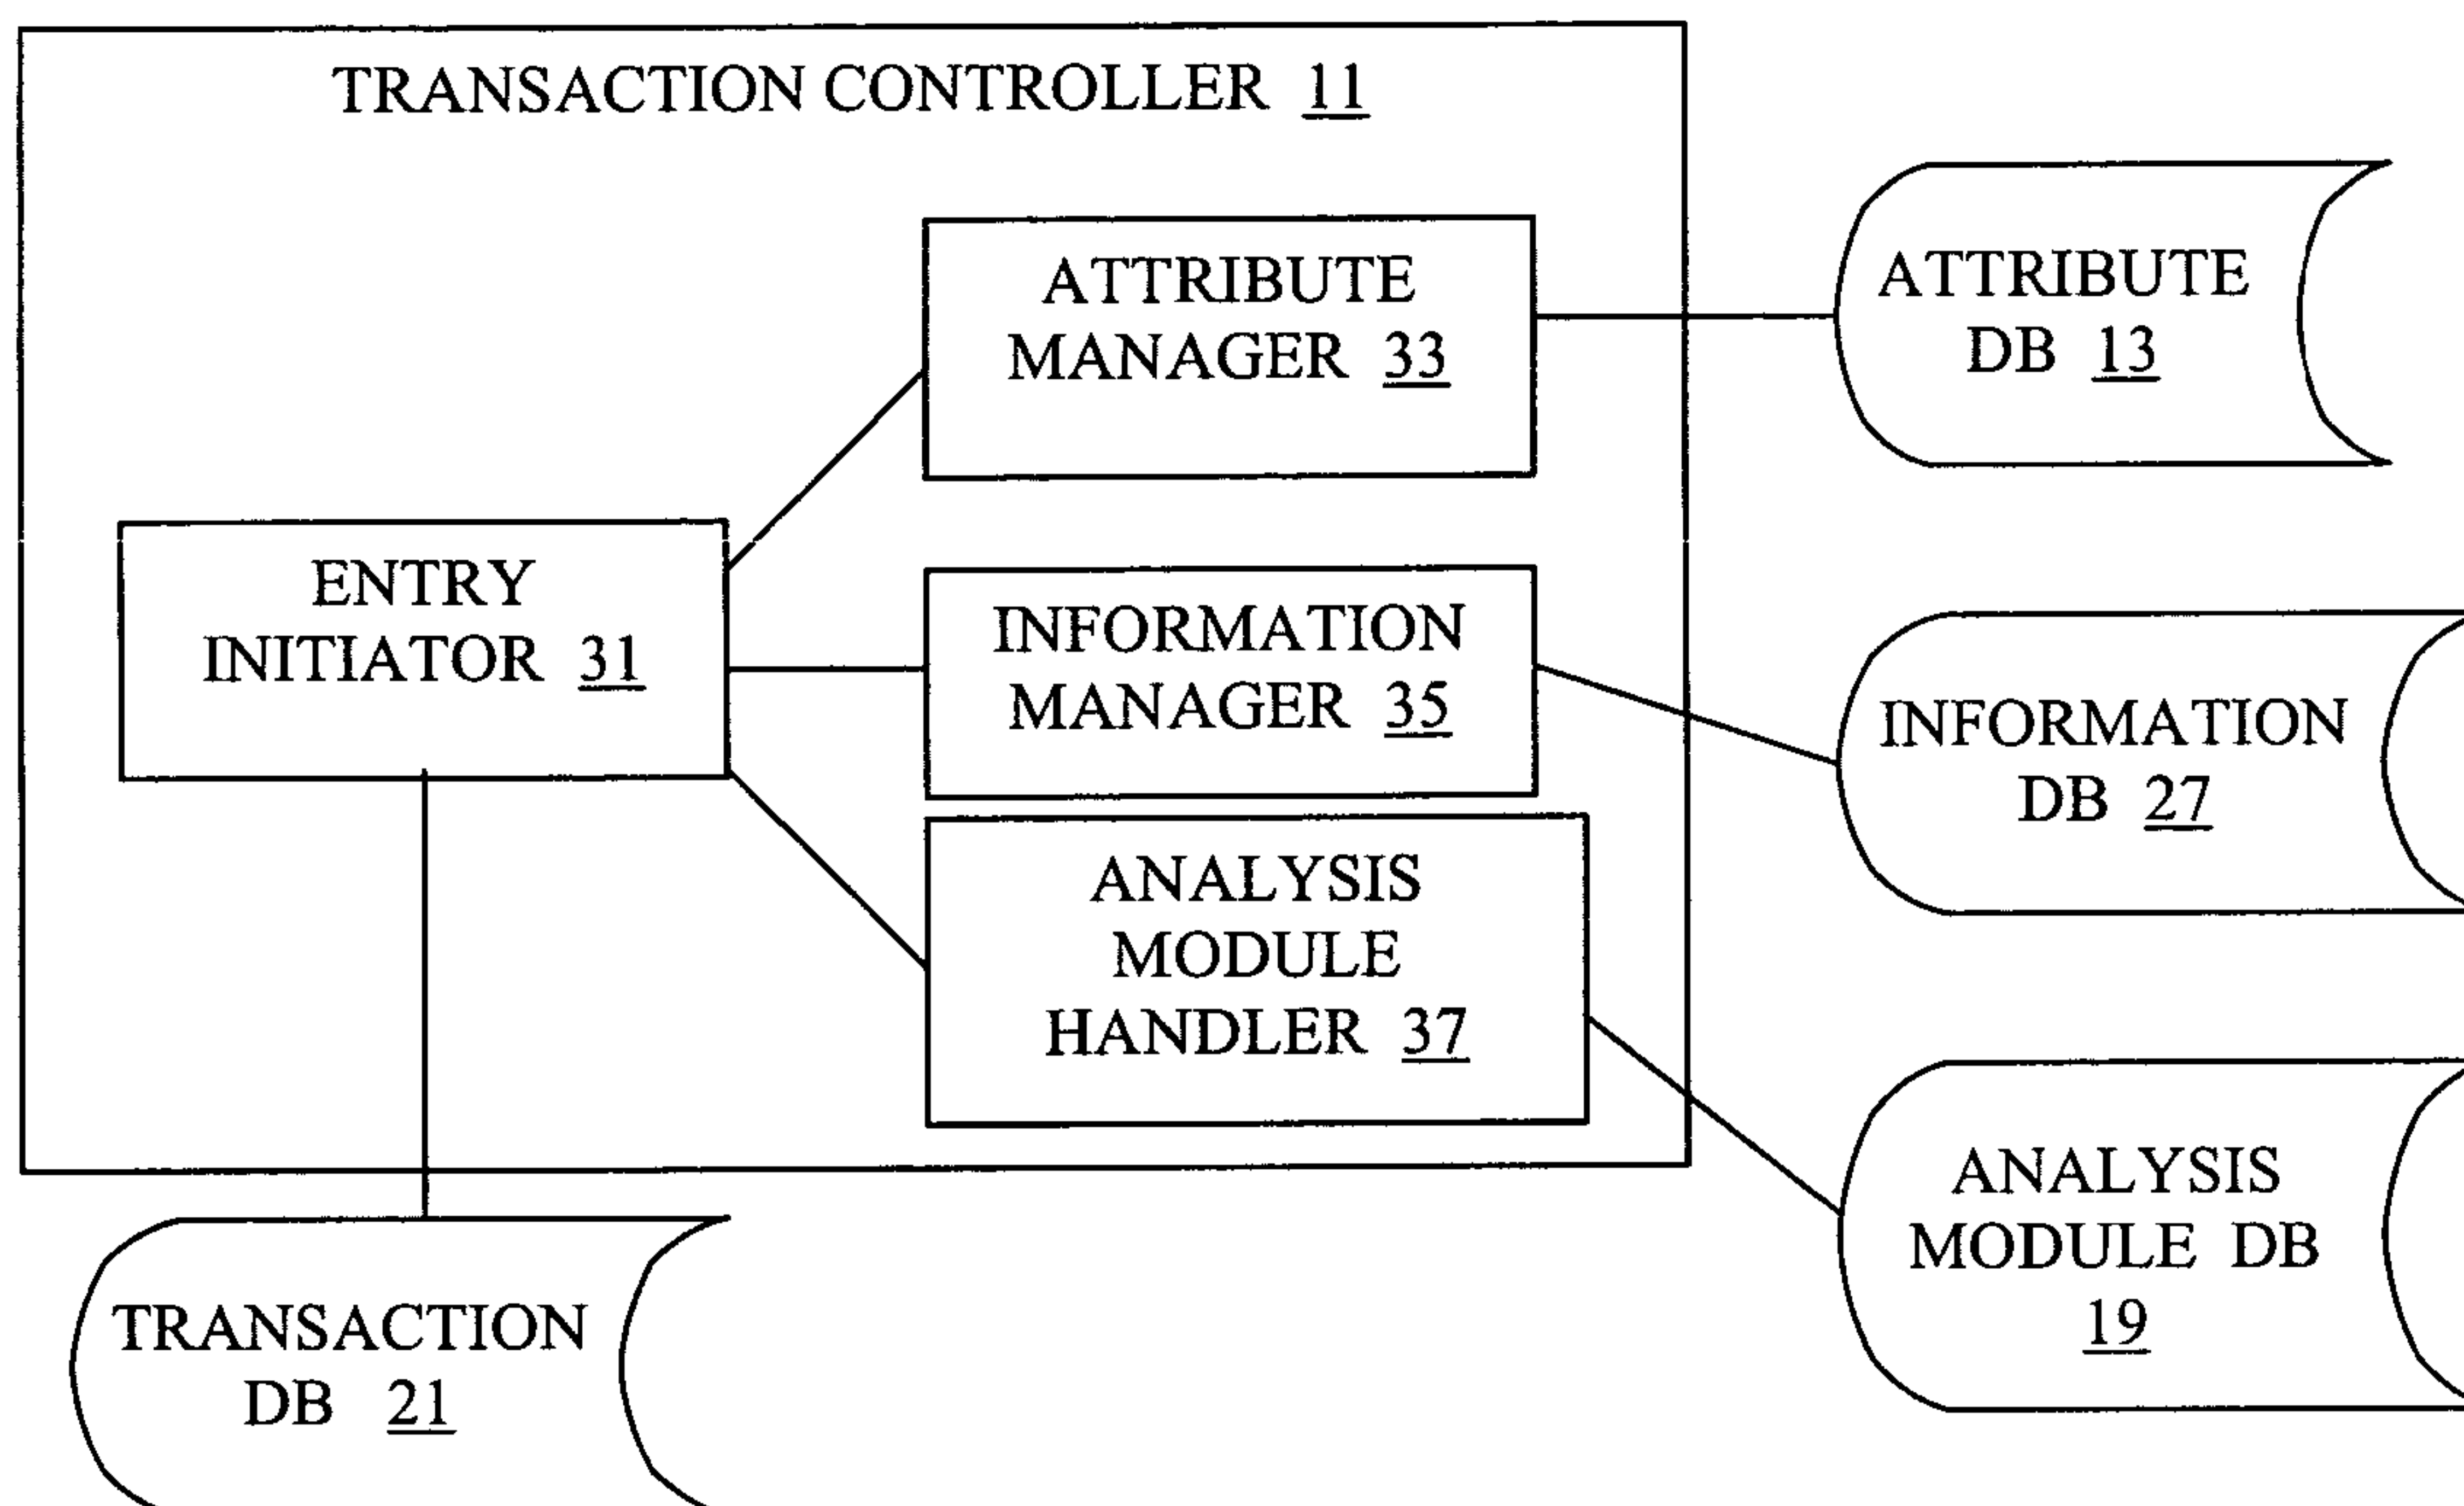 TRANSACTION CONTROLLER 11
ATTRIBUTE
MANAGER 33
ATTRIBUTE
DB 13
ENTRY
INITIATOR 31
INFORMATION
MANAGER 35
INFORMATION
DB 27
ANALYSIS
MODULE
HANDLER 37
ANALYSIS
MODULE DB
19
TRANSACTION
DB 21